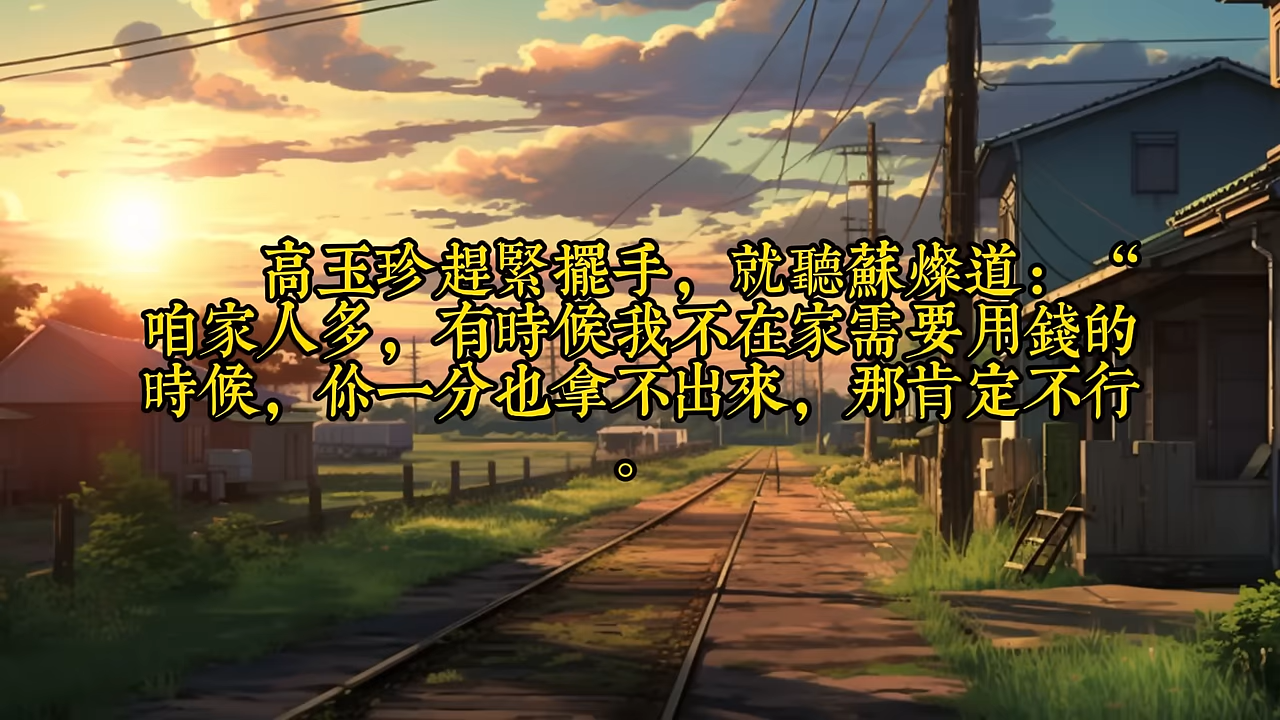 高玉珍趕緊擺手，就聽蘇燦道：“
咱家人多，有時候我不在家需要用錢的
時候，你一分也拿不出來，那肯定不行
。